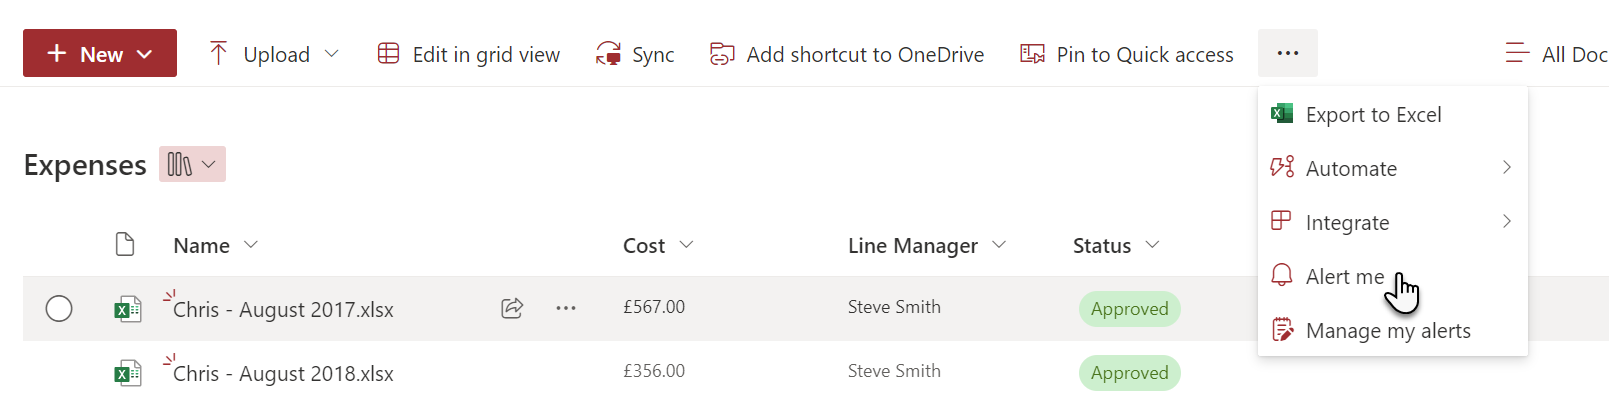 New Upload Edit in grid view Sync Add shortcut to OneDrive Pin to Quick access ... All Doc
Export to Excel
Expenses
Automate
Integrate
Name Cost Line Manager Status
Alert me
Chris - August 2017.xlsx ... £567.00 Steve Smith Approved
Manage my alerts
Chris - August 2018.xlsx £356.00 Steve Smith Approved